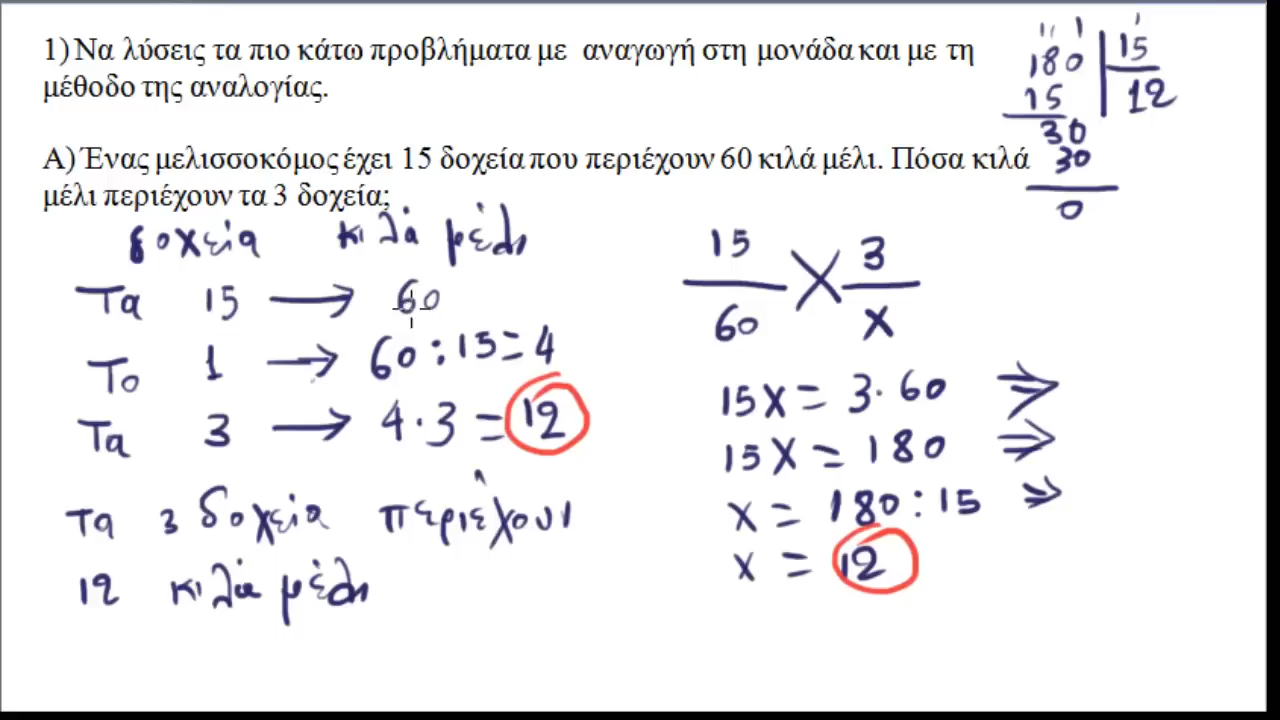 1) Να λύσεις τα πιο κάτω προβλήματα με αναγωγή στη μονάδα και με τη
μέθοδο της αναλογίας.
Α) Ένας μελισσοκόμος έχει 15 δοχεία που περιέχουν 60 κιλά μέλι. Πόσα κιλά
μέλι περιέχουν τα 3 δοχεία;
δοχεία κιλά μέλι
Τα 15 → 60
Το 1 → 60 : 15 = 4
Τα 3 → 4 · 3 = 12
Τα 3 δοχεία περιέχουν
12 κιλά μέλι
15 3
60 x
15x = 3 · 60 ⇒
15x = 180 ⇒
x = 180 : 15 ⇒
x = 12
180 15
15 12
30
30
0